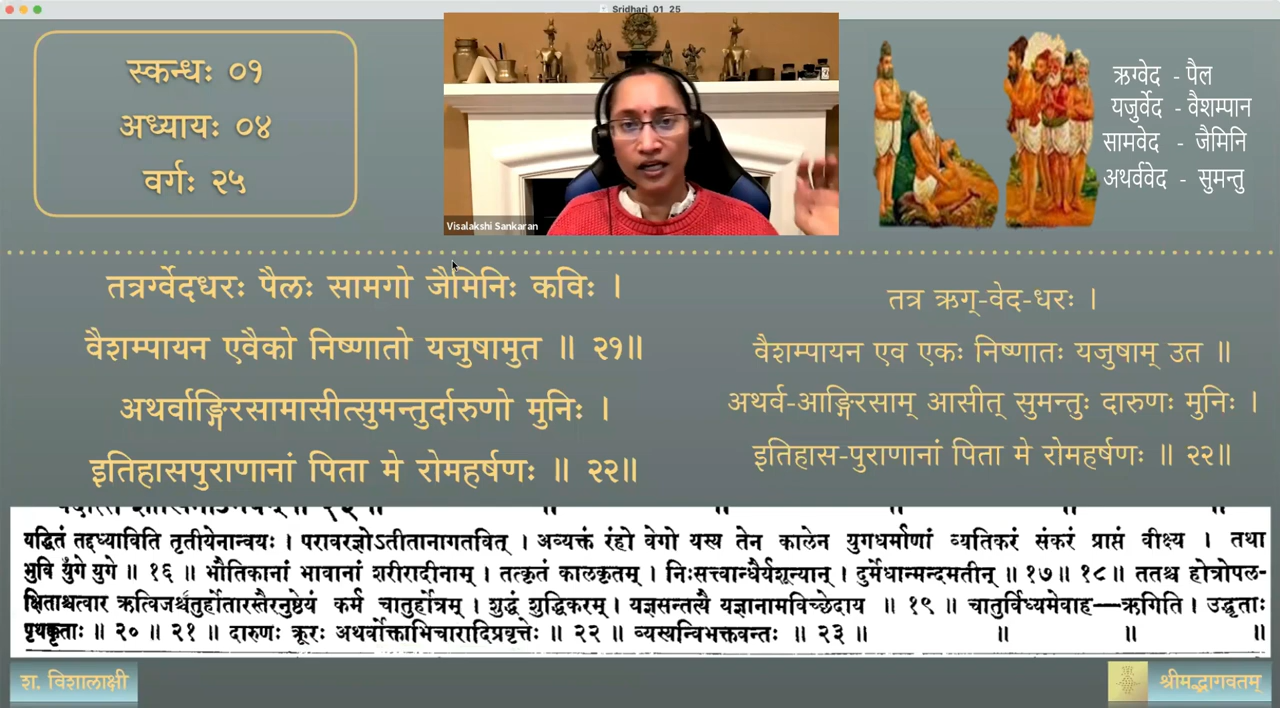 Sridhari_01_25
स्कन्धः ०१
अध्यायः ०४
वर्गः २५
Visalakshi Sankaran
ऋग्वेद - पैल
यजुर्वेद - वैशम्पान
सामवेद - जैमिनि
अथर्ववेद - सुमन्तु
तत्रर्ग्वेदधरः पैलः सामगो जैमिनिः कविः ।
वैशम्पायन एवैको निष्णातो यजुषामुत ॥ २१॥
अथर्वाङ्गिरसामासीत्सुमन्तुर्दारुणो मुनिः ।
इतिहासपुराणानां पिता मे रोमहर्षणः ॥ २२॥
तत्र ऋग्-वेद-धरः ।
वैशम्पायन एव एकः निष्णातः यजुषाम् उत ॥
अथर्व-आङ्गिरसाम् आसीत् सुमन्तुः दारुणः मुनिः ।
इतिहास-पुराणानां पिता मे रोमहर्षणः ॥ २२॥
यद्धितं तद्दध्याविति तृतीयेनान्वयः । परावरज्ञोऽतीतानागतवित् । अव्यक्तं रंहो वेगो यस्य तेन कालेन युगधर्माणां व्यतिकरं संकरं प्राप्तं वीक्ष्य । तथा
भुवि युगे युगे ॥ १६ ॥ भौतिकानां भावानां शरीरादीनाम् । तत्कृतं कालकृतम् । निःसत्त्वान्धैर्यशून्यान् । दुर्मेधान्मन्दमतीन् ॥ १७॥ १८॥ ततश्च होत्रोपल-
क्षिताश्चत्वार ऋत्विजश्चतुर्होतारस्तैरनुष्ठेयं कर्म चातुर्होत्रम् । शुद्धं शुद्धिकरम् । यज्ञसन्तत्यै यज्ञानामविच्छेदाय ॥ १९ ॥ चातुर्विध्यमेवाह—ऋगिति । उद्धृताः
पृथक्कृताः ॥ २० ॥ २१ ॥ दारुणः क्रूरः अथर्वोक्ताभिचारादिप्रवृत्तेः ॥ २२ ॥ व्यस्यन्विभक्तवन्तः ॥ २३ ॥ ॥ ॥ ॥
श. विशालाक्षी
श्रीमद्भागवतम्